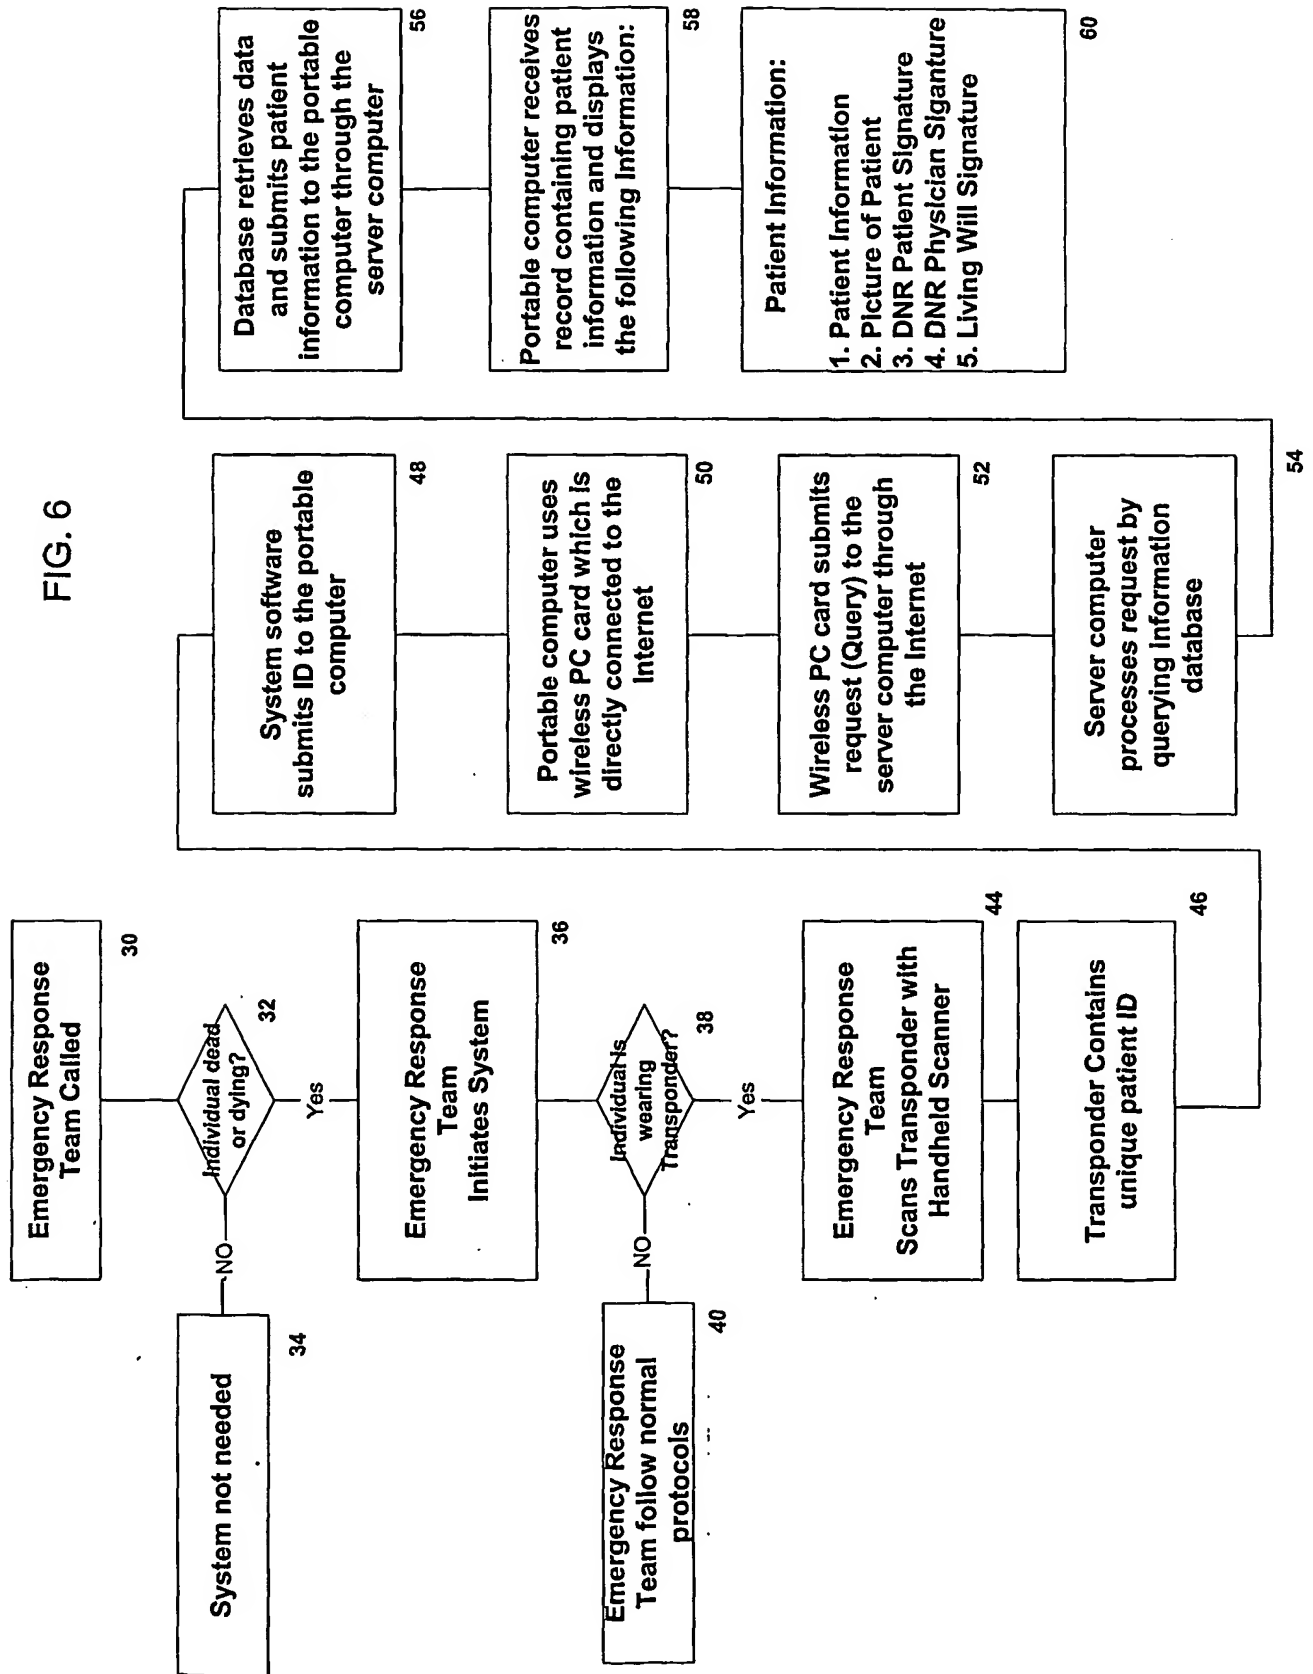 FIG. 6
Emergency Response
Team Called
30
Individual dead
or dying?
32
NO
System not needed
34
Yes
Emergency Response
Team
Initiates System
36
Individual is
wearing
Transponder?
38
NO
Emergency Response
Team follow normal
protocols
40
Yes
Emergency Response
Team
Scans Transponder with
Handheld Scanner
44
Transponder Contains
unique patient ID
46
System software
submits ID to the portable
computer
48
Portable computer uses
wireless PC card which is
directly connected to the
Internet
50
Wireless PC card submits
request (Query) to the
server computer through
the Internet
52
Server computer
processes request by
querying information
database
54
Database retrieves data
and submits patient
information to the portable
computer through the
server computer
56
Portable computer receives
record containing patient
information and displays
the following Information:
58
Patient Information:
1. Patient Information
2. Picture of Patient
3. DNR Patient Signature
4. DNR Physician Siganture
5. Living Will Signature
60